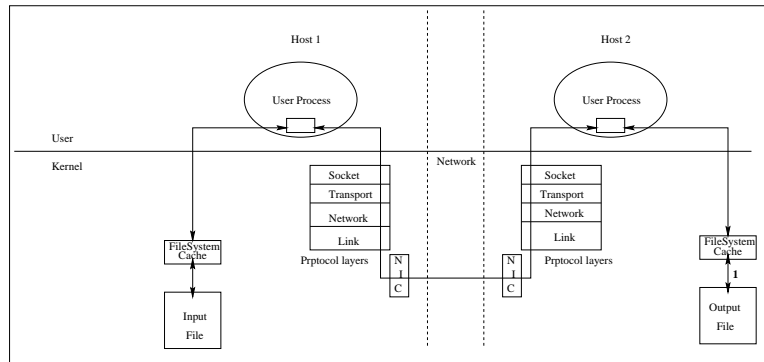 Host 1
Host 2
User Process
User Process
User
Kernel
Network
Socket
Transport
Network
Link
Prptocol layers
Socket
Transport
Network
Link
Prptocol layers
FileSystem
Cache
FileSystem
Cache
N
I
C
N
I
C
1
Input
File
Output
File